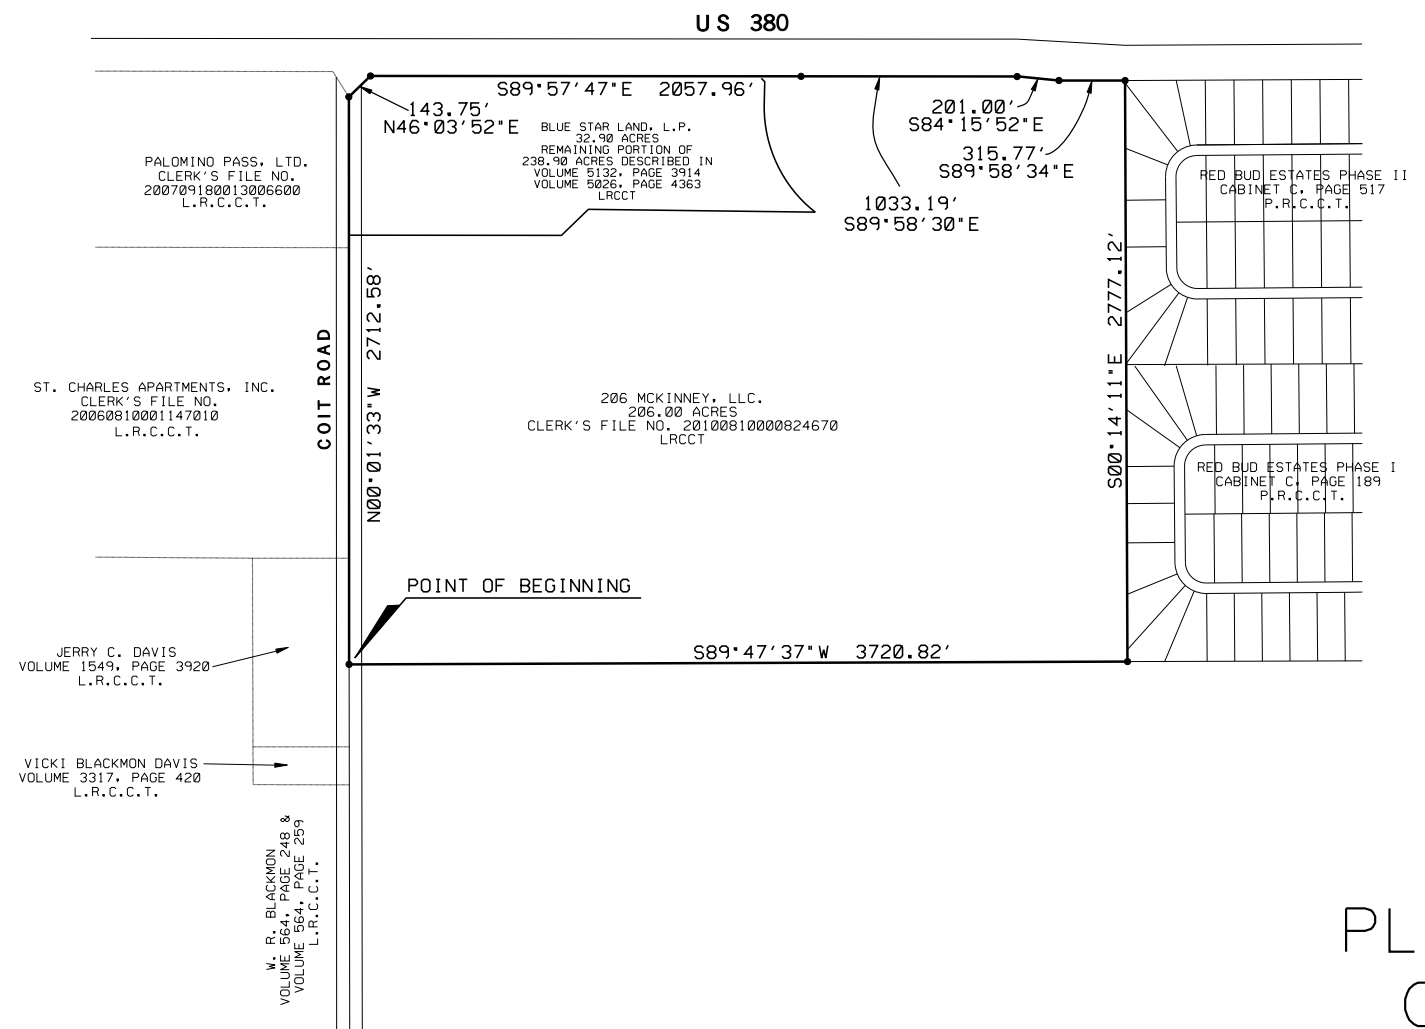 US 380
S89°57'47"E 2057.96'
143.75'
N46°03'52"E
BLUE STAR LAND, L.P.
32.90 ACRES
REMAINING PORTION OF
238.90 ACRES DESCRIBED IN
VOLUME 5132, PAGE 3914
VOLUME 5026, PAGE 4363
LRCCT
201.00'
S84°15'52"E
315.77'
S89°58'34"E
1033.19'
S89°58'30"E
PALOMINO PASS, LTD.
CLERK'S FILE NO.
200709180013006600
L.R.C.C.T.
RED BUD ESTATES PHASE II
CABINET C, PAGE 517
P.R.C.C.T.
COIT ROAD
N00°01'33"W 2712.58'
S00°14'11"E 2777.12'
ST. CHARLES APARTMENTS, INC.
CLERK'S FILE NO.
20060810001147010
L.R.C.C.T.
206 MCKINNEY, LLC.
206.00 ACRES
CLERK'S FILE NO. 20100810000824670
LRCCT
RED BUD ESTATES PHASE I
CABINET C, PAGE 189
P.R.C.C.T.
POINT OF BEGINNING
S89°47'37"W 3720.82'
JERRY C. DAVIS
VOLUME 1549, PAGE 3920
L.R.C.C.T.
VICKI BLACKMON DAVIS
VOLUME 3317, PAGE 420
L.R.C.C.T.
W. R. BLACKMON
VOLUME 564, PAGE 248 &
VOLUME 564, PAGE 259
L.R.C.C.T.
PL